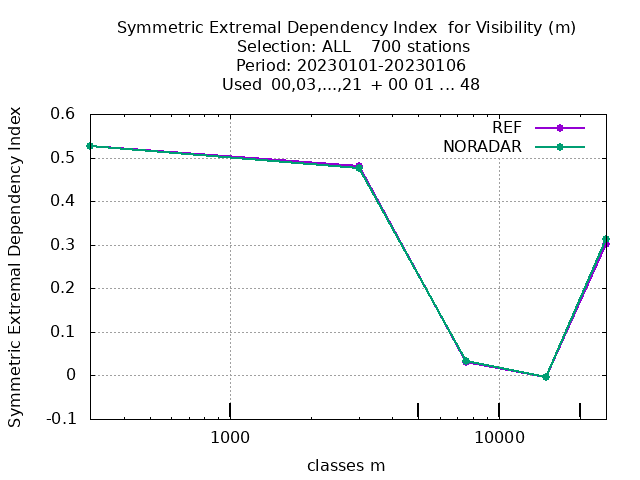 Symmetric Extremal Dependency Index  for Visibility (m)
Selection: ALL    700 stations
Period: 20230101-20230106
Used  00,03,...,21  + 00 01 ... 48
Symmetric Extremal Dependency Index
0.6
0.5
0.4
0.3
0.2
0.1
0
-0.1
REF
NORADAR
1000
10000
classes m